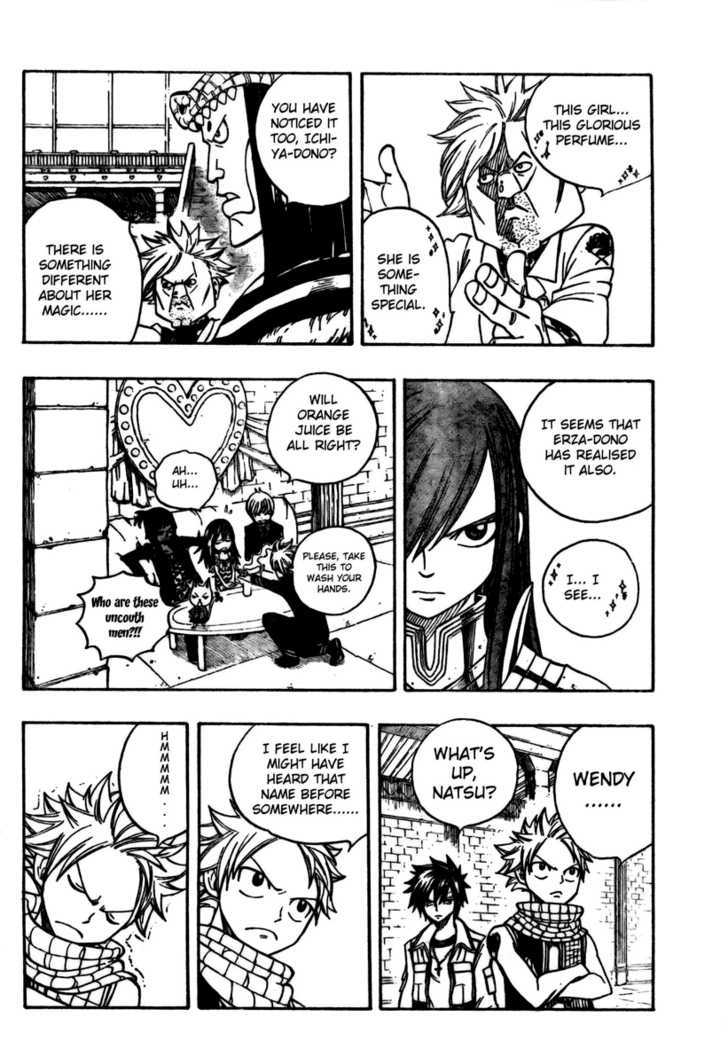 THIS GIRL...
THIS GLORIOUS
PERFUME...
SHE IS
SOME-
THING
SPECIAL.
YOU HAVE
NOTICED IT
TOO, ICHI-
YA-DONO?
THERE IS
SOMETHING
DIFFERENT
ABOUT HER
MAGIC......
IT SEEMS THAT
ERZA-DONO
HAS REALISED
IT ALSO.
I... I
SEE...
WILL
ORANGE
JUICE BE
ALL RIGHT?
AH...
UH...
PLEASE, TAKE
THIS TO
WASH YOUR
HANDS.
Who are these
uncouth
men?!!
WENDY
......
WHAT'S
UP,
NATSU?
I FEEL LIKE I
MIGHT HAVE
HEARD THAT
NAME BEFORE
SOMEWHERE......
HMMMMM...